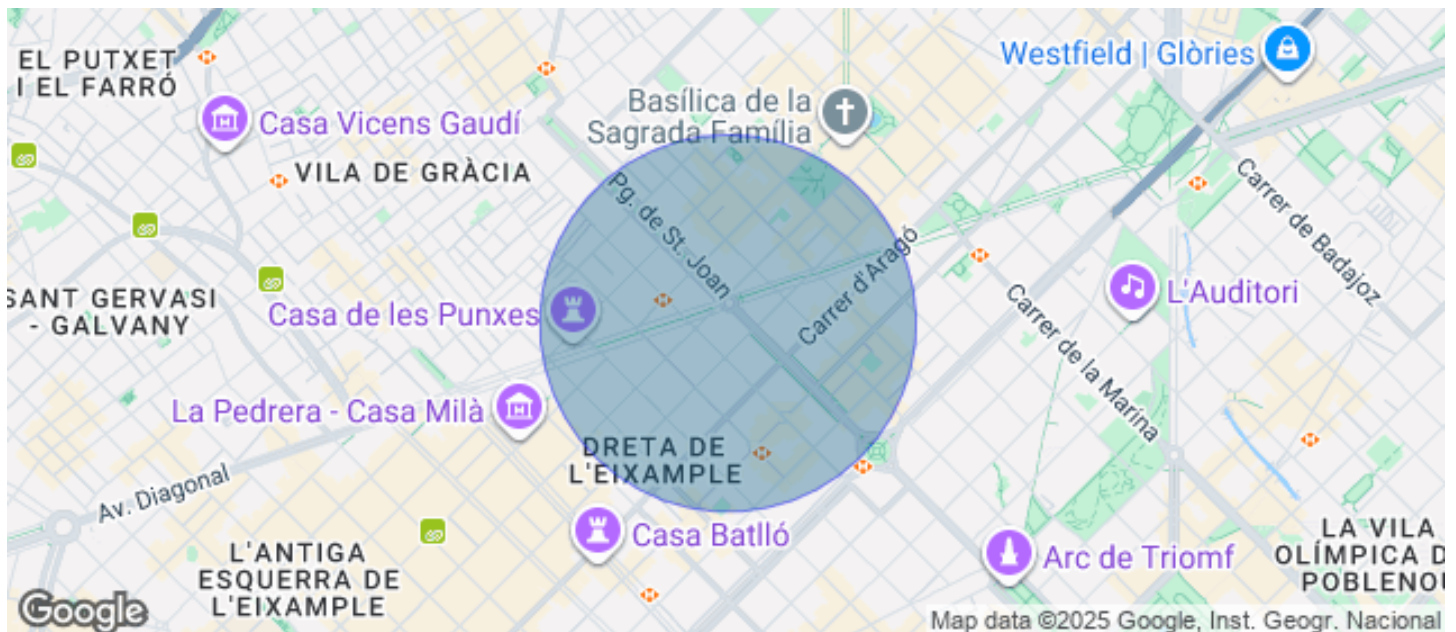 EL PUTXET
I EL FARRÓ
Casa Vicens Gaudí
VILA DE GRÀCIA
Basílica de la
Sagrada Família
Westfield | Glòries
Pg. de St. Joan
Carrer d'Aragó
Carrer de Badajoz
SANT GERVASI
- GALVANY
Casa de les Punxes
L'Auditori
La Pedrera - Casa Milà
Carrer de la Marina
DRETA DE
L'EIXAMPLE
Av. Diagonal
Casa Batlló
L'ANTIGA
ESQUERRA DE
L'EIXAMPLE
Arc de Triomf
LA VILA
OLÍMPICA D
POBLENOU
Google
Map data ©2025 Google, Inst. Geogr. Nacional